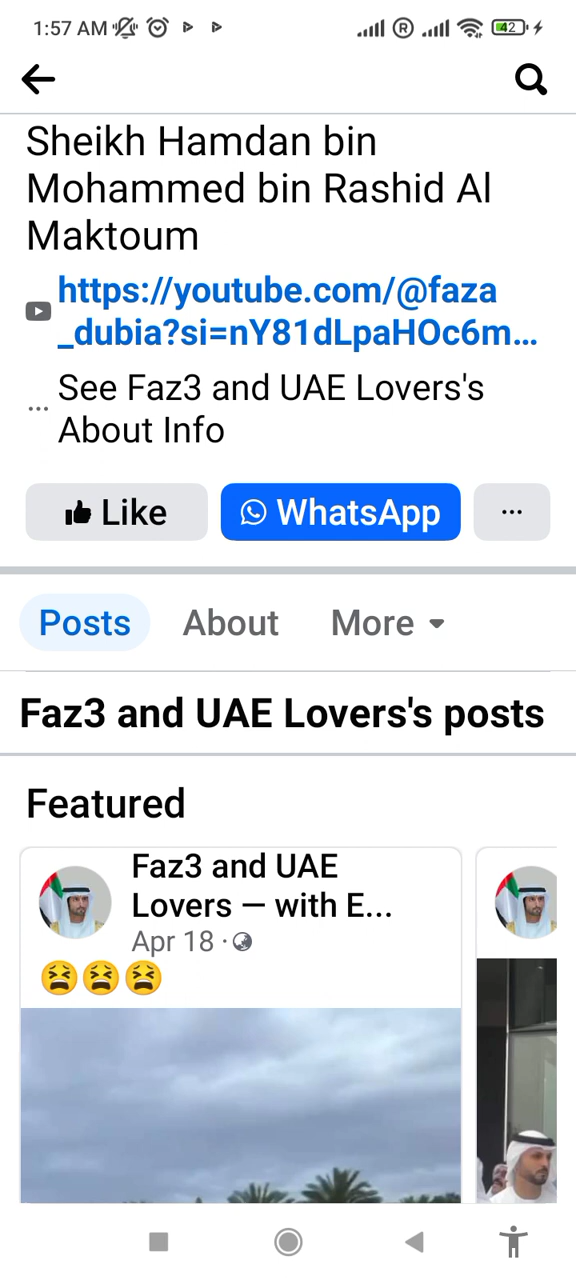 1:57 AM
42
Sheikh Hamdan bin
Mohammed bin Rashid Al
Maktoum
https://youtube.com/@faza
_dubia?si=nY81dLpaHOc6m...
... See Faz3 and UAE Lovers's
About Info
Like
WhatsApp
...
Posts
About
More
Faz3 and UAE Lovers's posts
Featured
Faz3 and UAE
Lovers — with E...
Apr 18 ·
😫😫😫